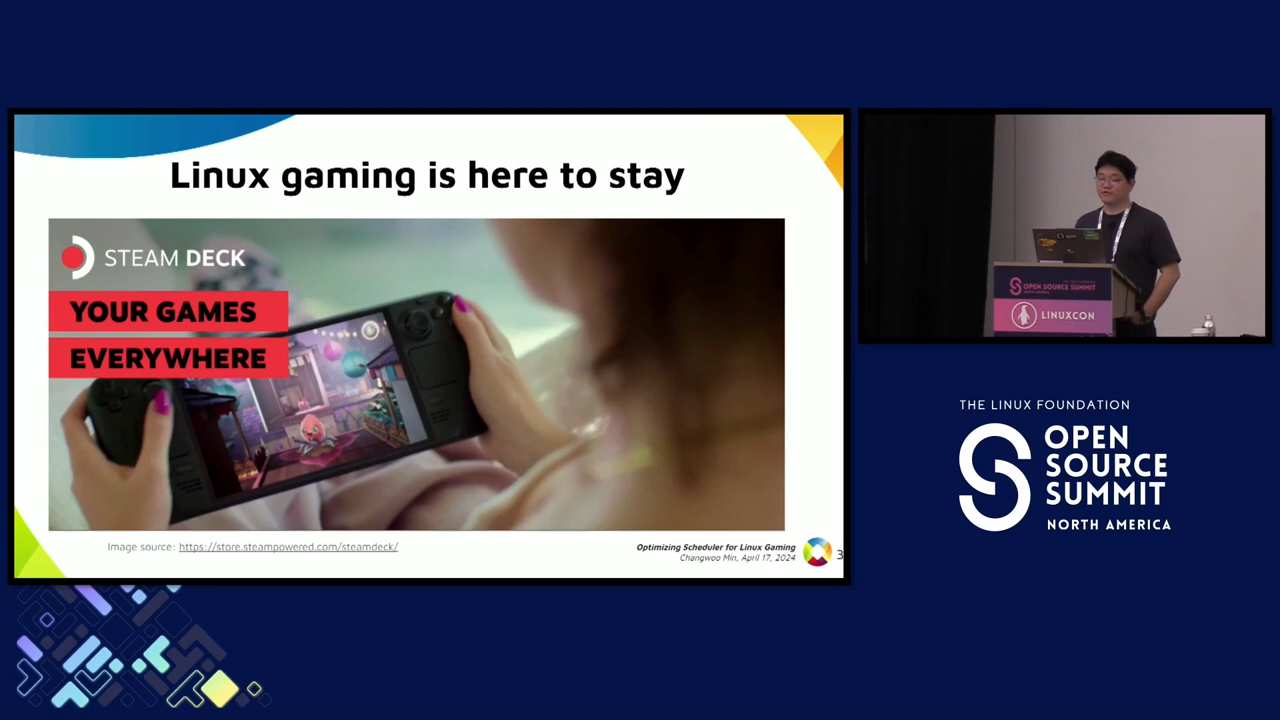 Linux gaming is here to stay
STEAM DECK
YOUR GAMES
EVERYWHERE
Image source: https://store.steampowered.com/steamdeck/
Optimizing Scheduler for Linux Gaming
Changwoo Min, April 17, 2024
3
OPEN SOURCE SUMMIT
LINUXCON
THE LINUX FOUNDATION
OPEN
SOURCE
SUMMIT
NORTH AMERICA